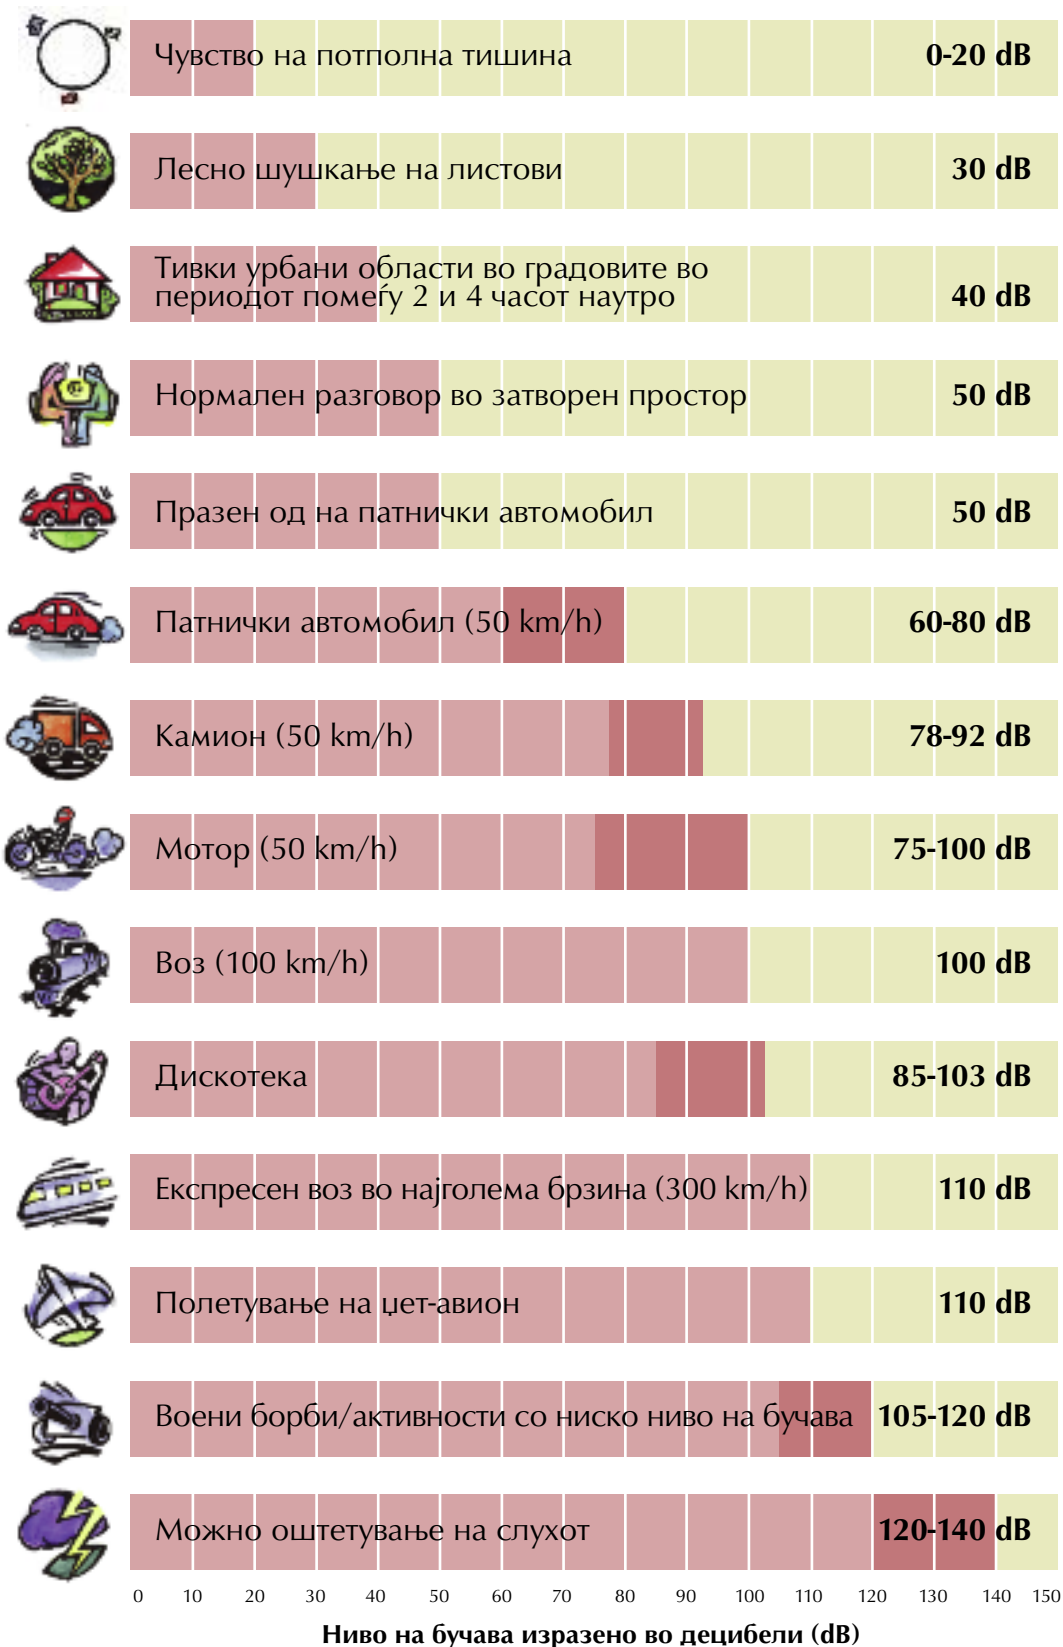 Чувство на потполна тишина 0-20 dB
Лесно шушкање на листови 30 dB
Тивки урбани области во градовите во
периодот помеѓу 2 и 4 часот наутро 40 dB
Нормален разговор во затворен простор 50 dB
Празен од на патнички автомобил 50 dB
Патнички автомобил (50 km/h) 60-80 dB
Камион (50 km/h) 78-92 dB
Мотор (50 km/h) 75-100 dB
Воз (100 km/h) 100 dB
Дискотека 85-103 dB
Експресен воз во најголема брзина (300 km/h) 110 dB
Полетување на џет-авион 110 dB
Воени борби/активности со ниско ниво на бучава 105-120 dB
Можно оштетување на слухот 120-140 dB
0 10 20 30 40 50 60 70 80 90 100 110 120 130 140 150
Ниво на бучава изразено во децибели (dB)